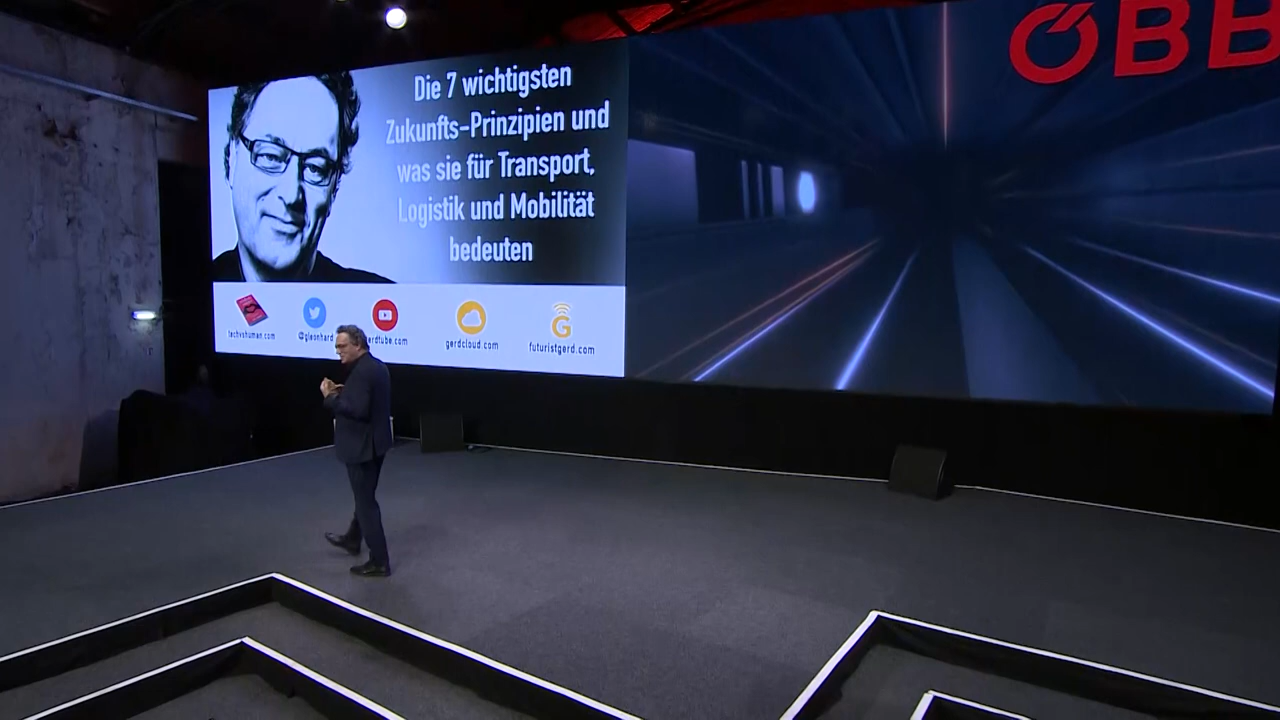 Die 7 wichtigsten
Zukunfts-Prinzipien und
was sie für Transport,
Logistik und Mobilität
bedeuten
techvshuman.com
@gleonhard
gerdcloud.com
futuristgerd.com
ÖBB